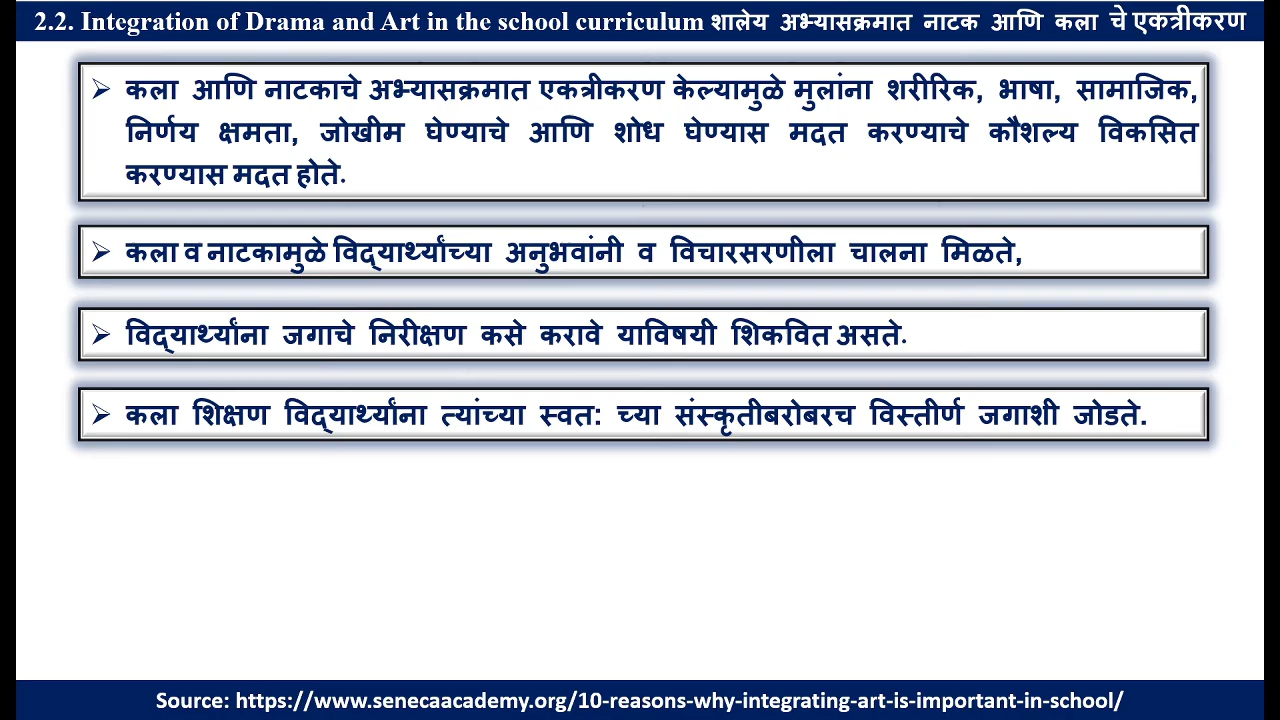 2.2. Integration of Drama and Art in the school curriculum शालेय अभ्यासक्रमात नाटक आणि कला चे एकत्रीकरण
➢ कला आणि नाटकाचे अभ्यासक्रमात एकत्रीकरण केल्यामुळे मुलांना शरीरिक, भाषा, सामाजिक,
निर्णय क्षमता, जोखीम घेण्याचे आणि शोध घेण्यास मदत करण्याचे कौशल्य विकसित
करण्यास मदत होते.
➢ कला व नाटकामुळे विद्यार्थ्यांच्या अनुभवांनी व विचारसरणीला चालना मिळते,
➢ विद्यार्थ्यांना जगाचे निरीक्षण कसे करावे याविषयी शिकवित असते.
➢ कला शिक्षण विद्यार्थ्यांना त्यांच्या स्वत: च्या संस्कृतीबरोबरच विस्तीर्ण जगाशी जोडते.
Source: https://www.senecaacademy.org/10-reasons-why-integrating-art-is-important-in-school/